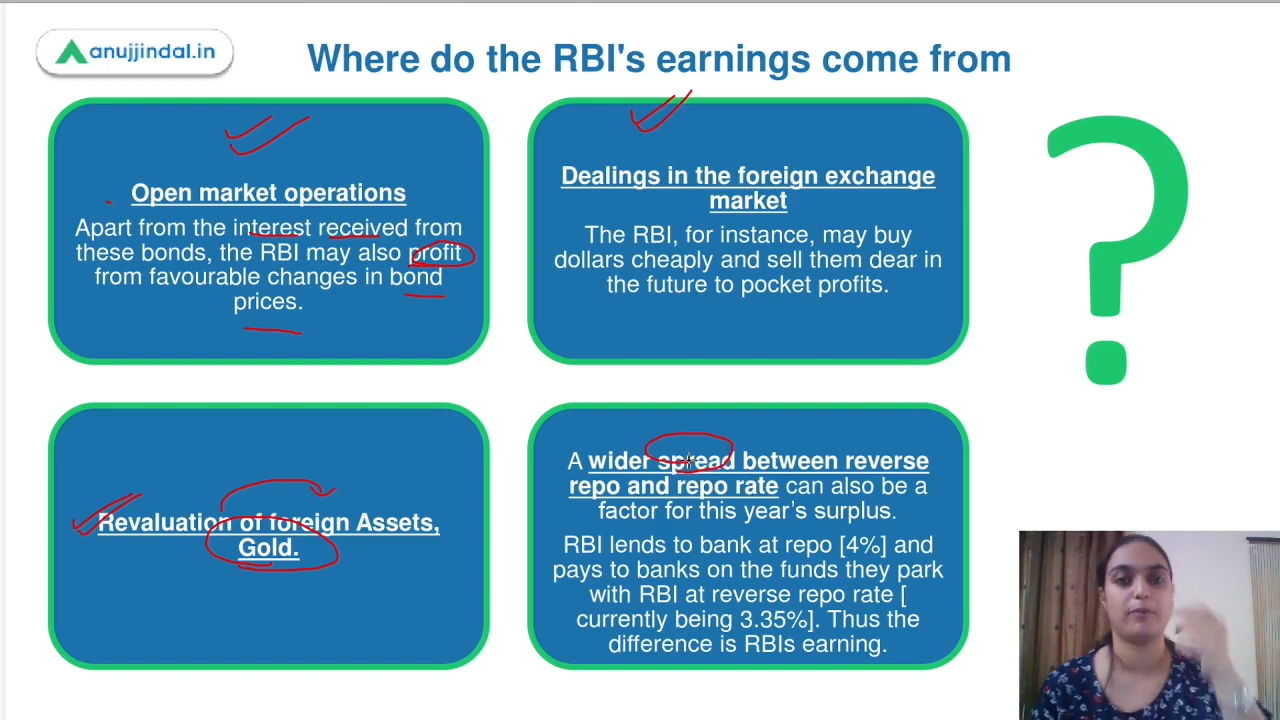 anujjindal.in
Where do the RBI's earnings come from
Open market operations
Apart from the interest received from
these bonds, the RBI may also profit
from favourable changes in bond
prices.
Dealings in the foreign exchange
market
The RBI, for instance, may buy
dollars cheaply and sell them dear in
the future to pocket profits.
?
Revaluation of foreign Assets,
Gold.
A wider spread between reverse
repo and repo rate can also be a
factor for this year’s surplus.
RBI lends to bank at repo [4%] and
pays to banks on the funds they park
with RBI at reverse repo rate [
currently being 3.35%]. Thus the
difference is RBIs earning.